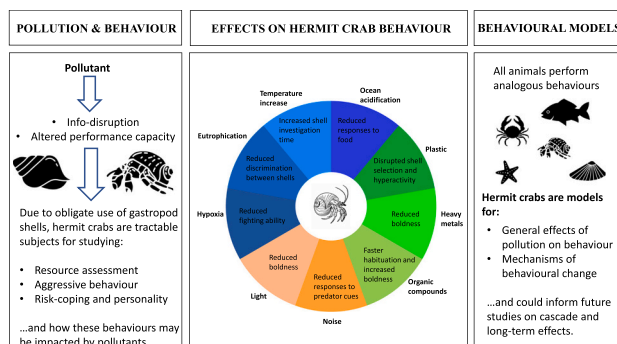 POLLUTION & BEHAVIOUR
Pollutant
• Info-disruption
• Altered performance capacity
Due to obligate use of gastropod
shells, hermit crabs are tractable
subjects for studying:
• Resource assessment
• Aggressive behaviour
• Risk-coping and personality
...and how these behaviours may
be impacted by pollutants
EFFECTS ON HERMIT CRAB BEHAVIOUR
Temperature
increase
Ocean
acidification
Increased shell
investigation
time
Reduced
responses to
food
Eutrophication
Plastic
Reduced
discrimination
between shells
Disrupted shell
selection and
hyperactivity
Hypoxia
Reduced
fighting ability
Reduced
boldness
Heavy
metals
Reduced
boldness
Faster
habituation and
increased
boldness
Reduced
responses to
predator cues
Light
Organic
compounds
Noise
BEHAVIOURAL MODELS
All animals perform
analogous behaviours
Hermit crabs are models
for:
• General effects of
pollution on behaviour
• Mechanisms of
behavioural change
...and could inform future
studies on cascade and
long-term effects.